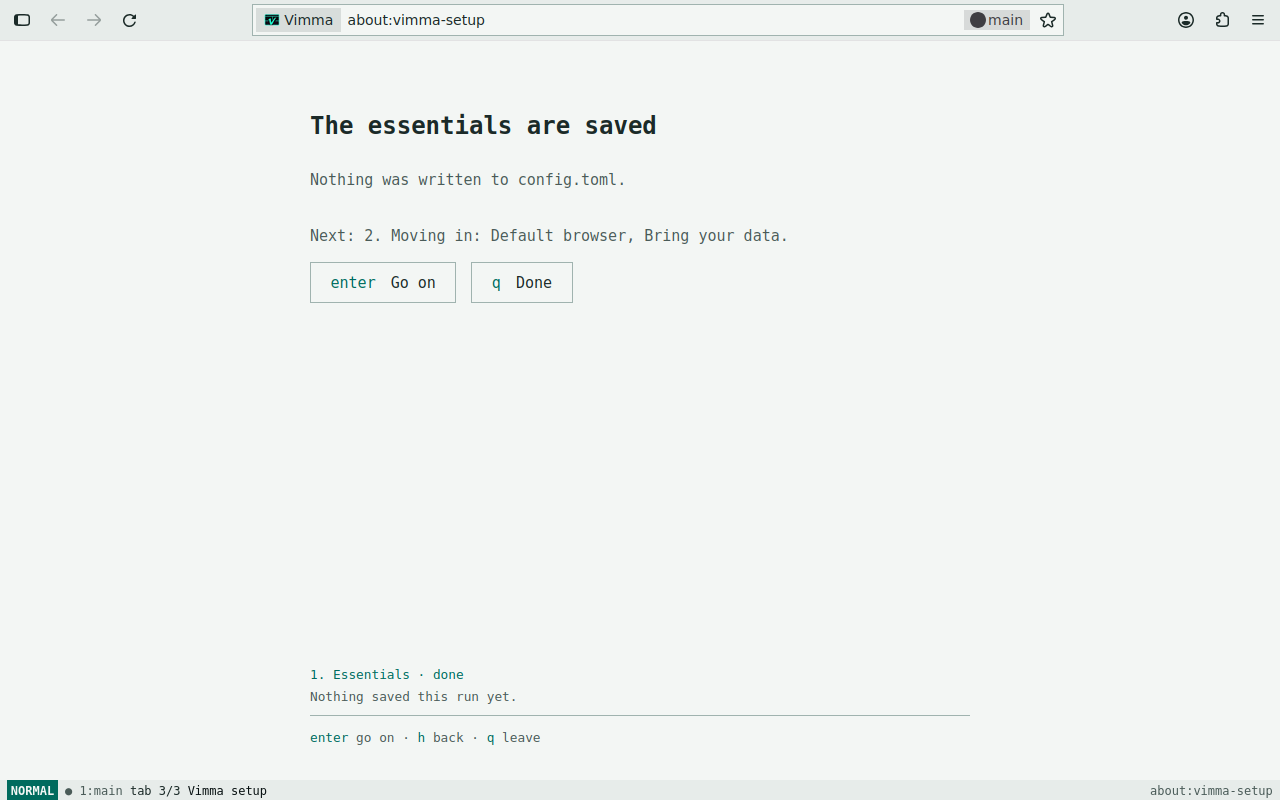 Vimma about:vimma-setup main
The essentials are saved
Nothing was written to config.toml.
Next: 2. Moving in: Default browser, Bring your data.
enter Go on q Done
1. Essentials · done
Nothing saved this run yet.
enter go on · h back · q leave
NORMAL ● 1:main tab 3/3 Vimma setup about:vimma-setup